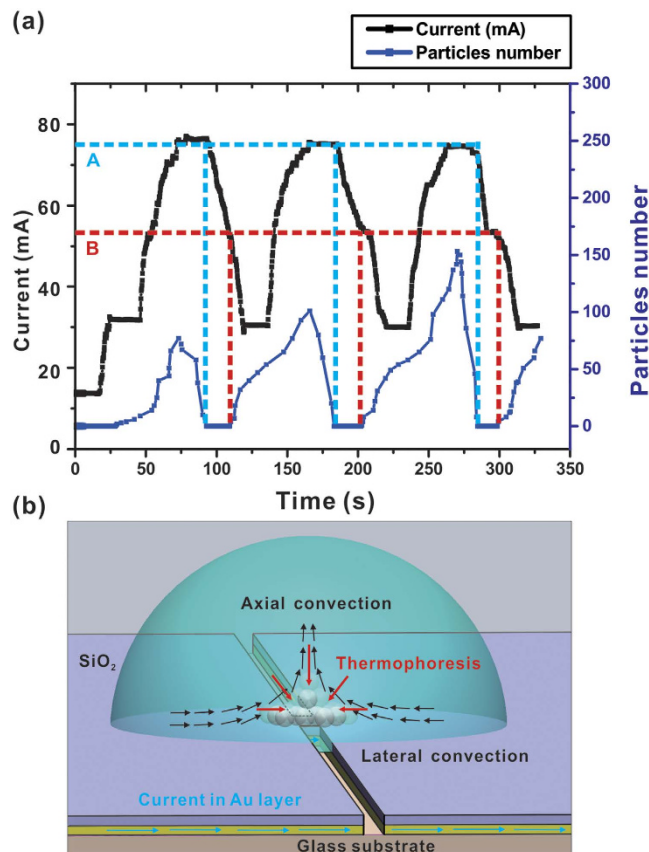 (a)
Current (mA)
Particles number
300
80
250
A
60
200
B
150
40
100
20
50
0
0
0 50 100 150 200 250 300 350
Current (mA)
Particles number
Time (s)
(b)
Axial convection
SiO₂
Thermophoresis
Lateral convection
Current in Au layer
Glass substrate